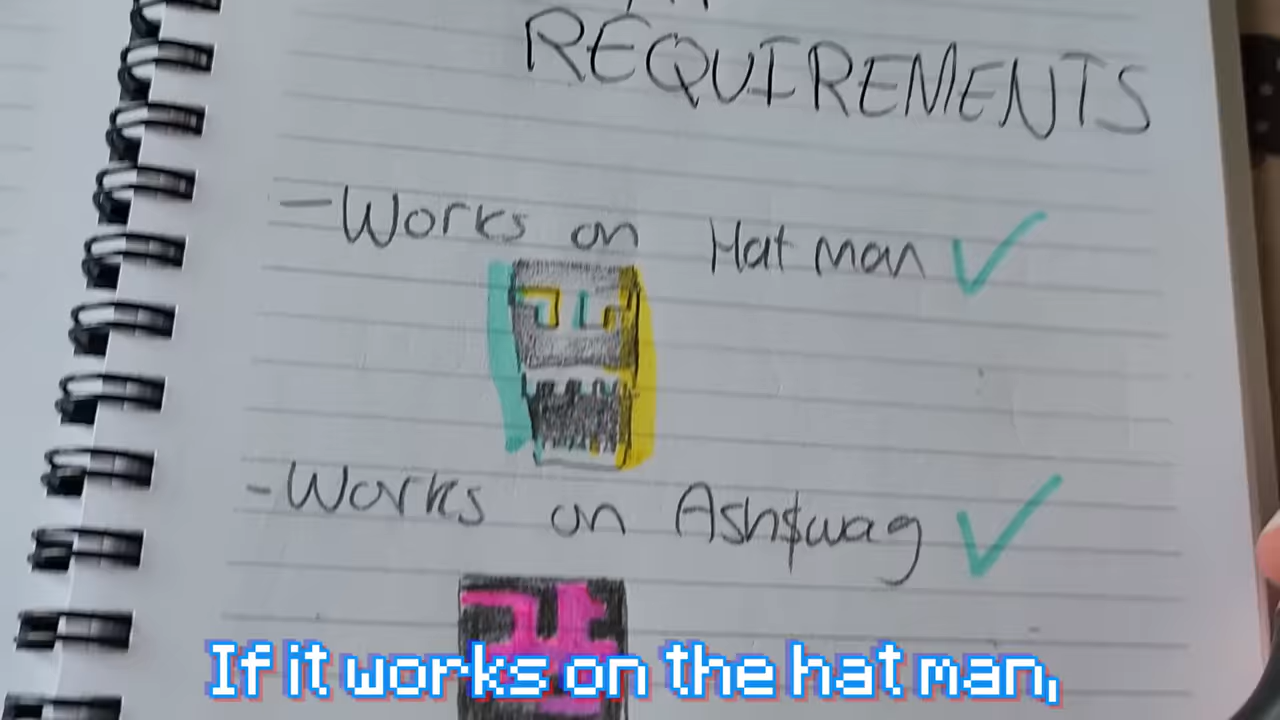 REQUIREMENTS
-Works on Hat man ✓
-Works on Ash$wag ✓
If it works on the hat man,